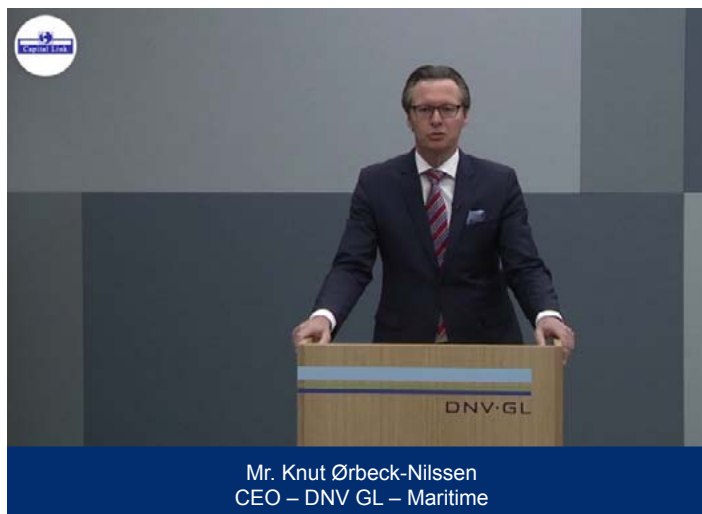 Capital Link
DNV·GL
Mr. Knut Ørbeck-Nilssen
CEO – DNV GL – Maritime